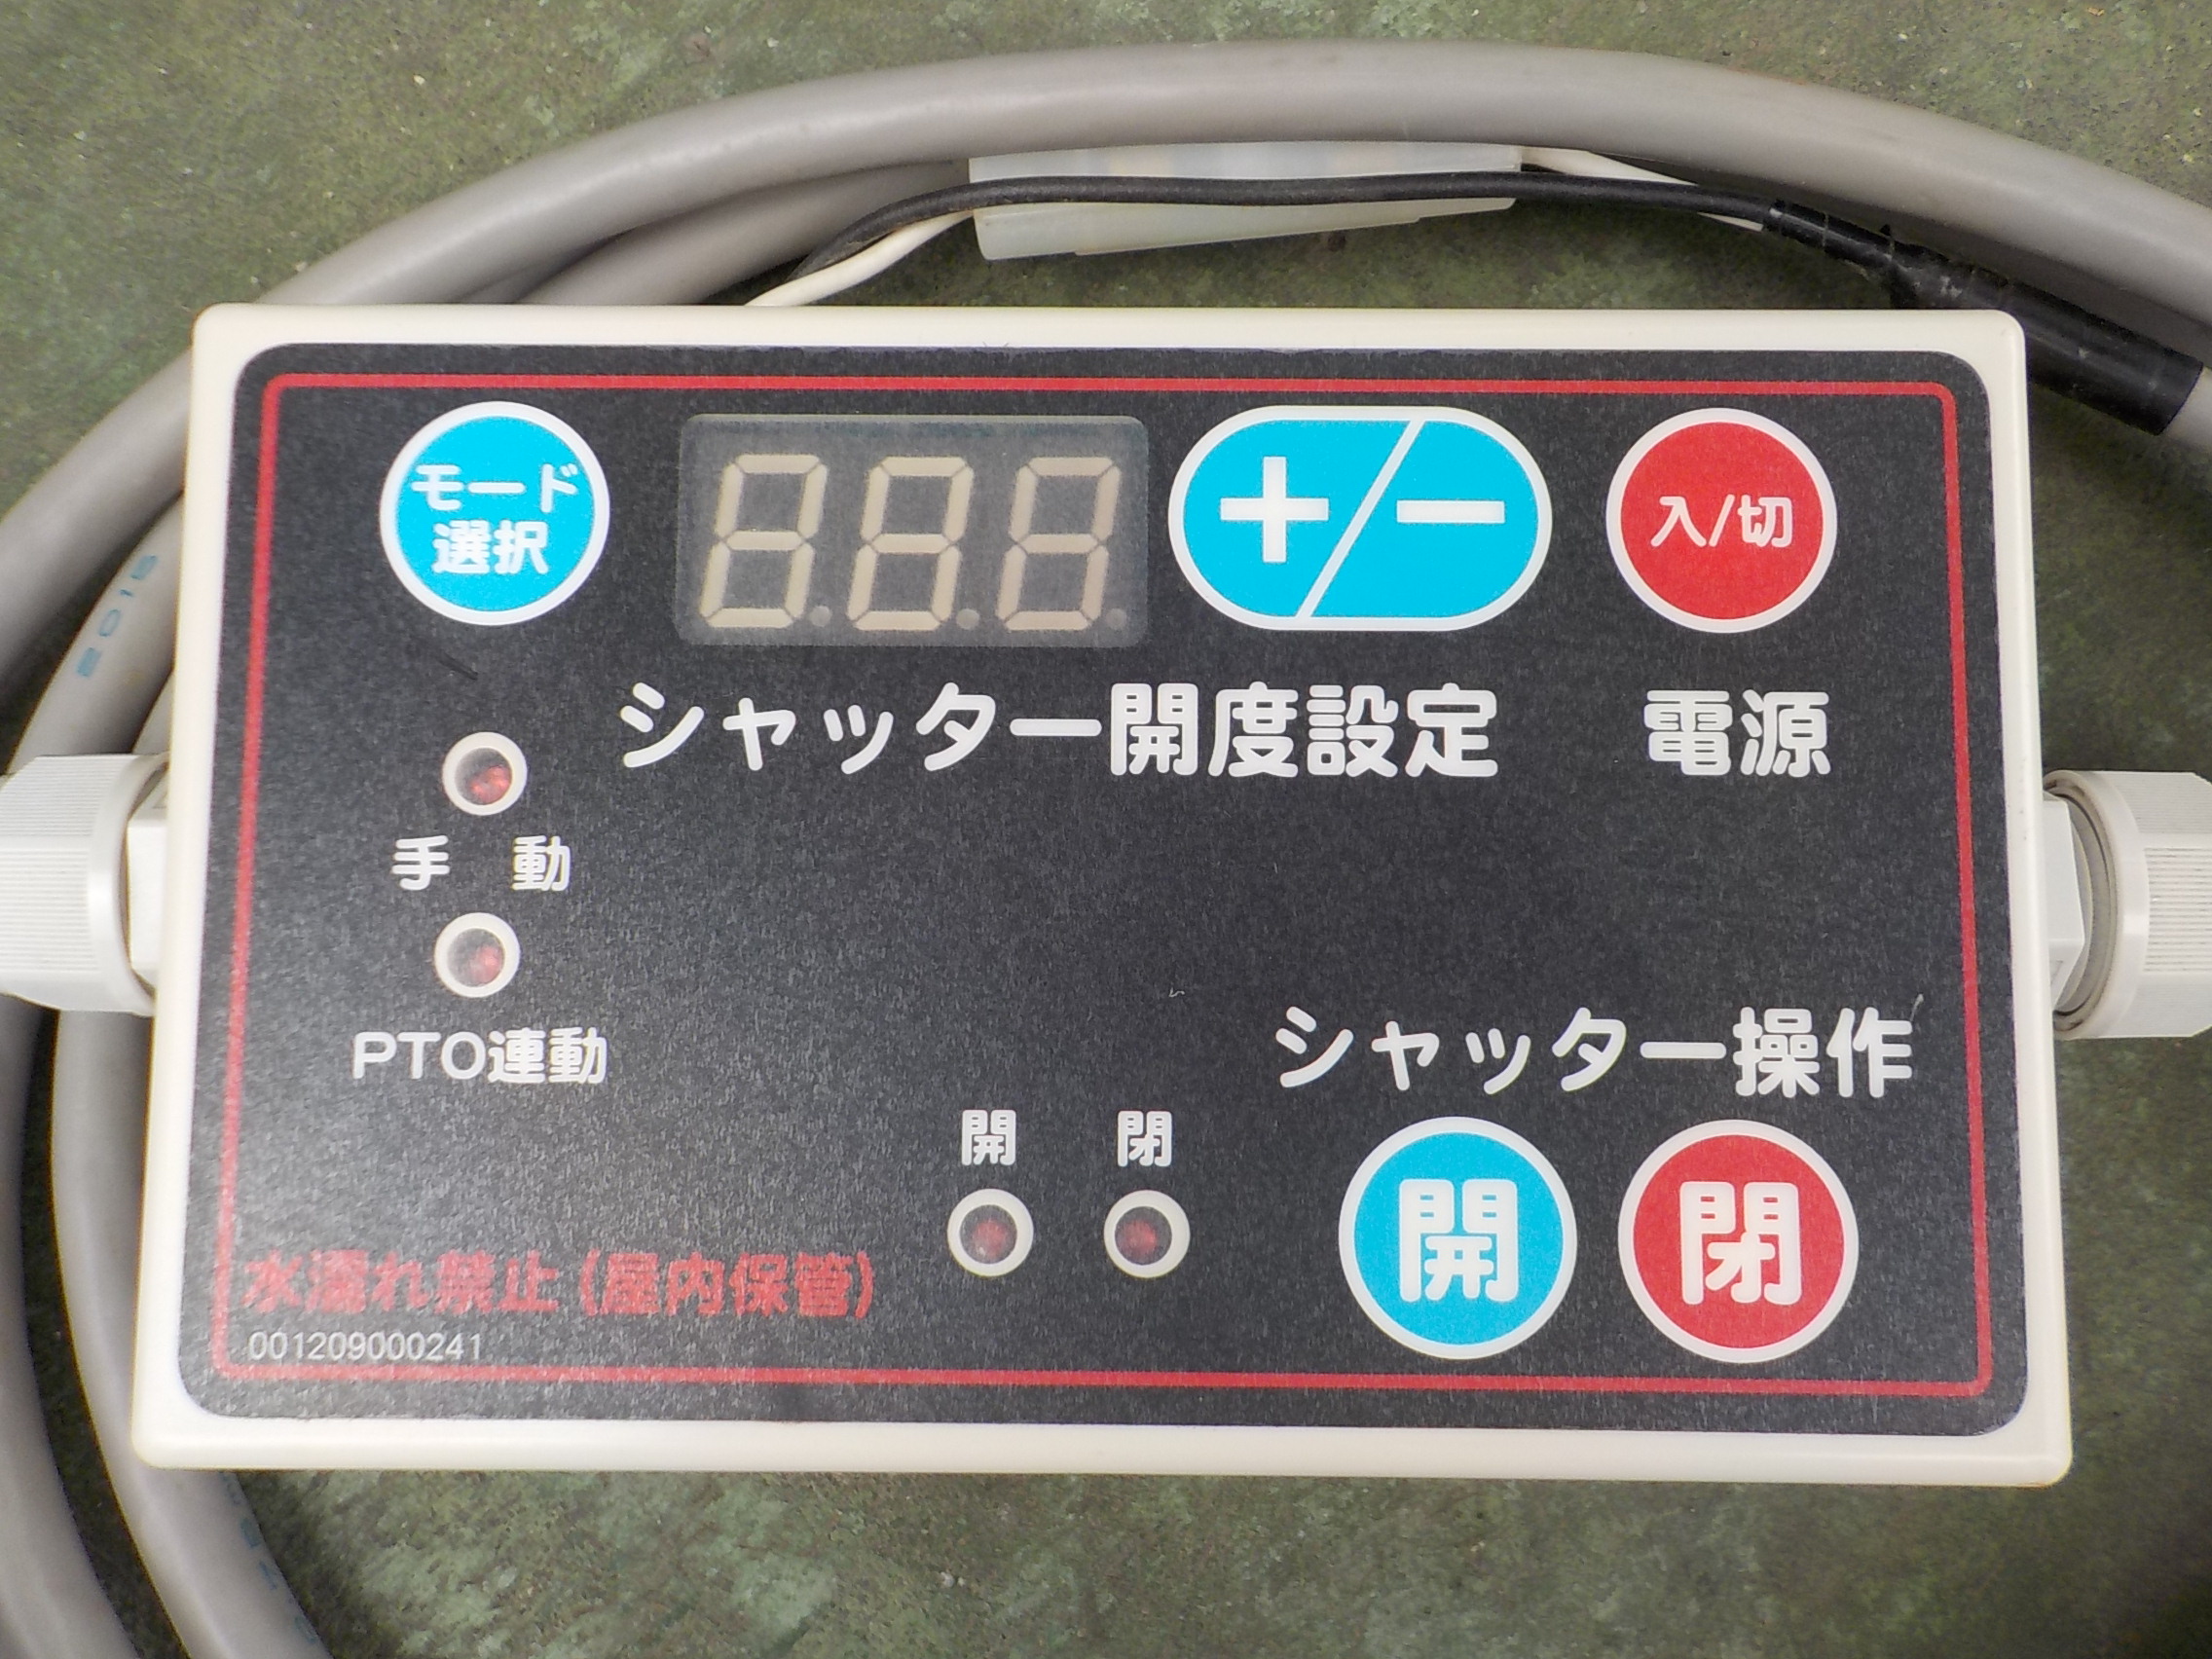 モード
選択
+/−
入/切
シャッター開度設定
電源
手 動
PTO連動
シャッター操作
開 閉
開 閉
水濡れ禁止(屋内保管)
001209000241
2015